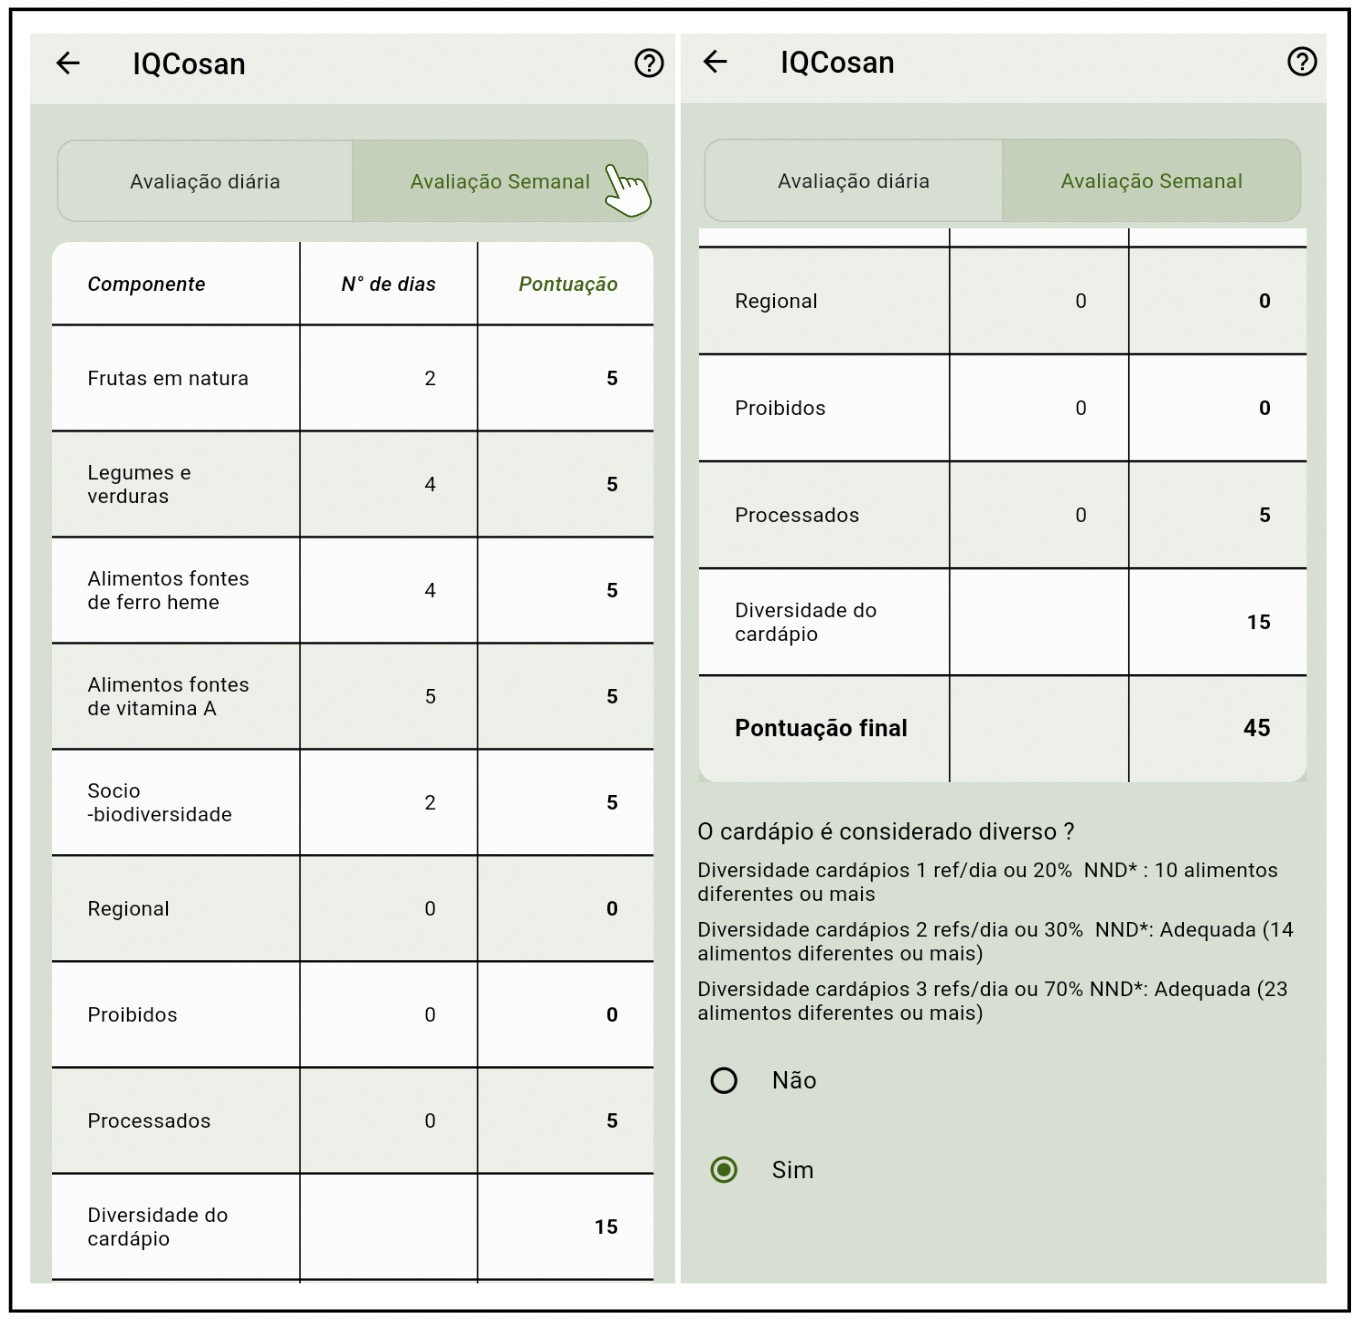 IQCosan
Avaliação diária
Avaliação Semanal
Componente N° de dias Pontuação
Frutas em natura 2 5
Legumes e
verduras 4 5
Alimentos fontes
de ferro heme 4 5
Alimentos fontes
de vitamina A 5 5
Socio
-biodiversidade 2 5
Regional 0 0
Proibidos 0 0
Processados 0 5
Diversidade do
cardápio 15
IQCosan
Avaliação diária
Avaliação Semanal
Regional 0 0
Proibidos 0 0
Processados 0 5
Diversidade do
cardápio 15
Pontuação final 45
O cardápio é considerado diverso ?
Diversidade cardápios 1 ref/dia ou 20% NND* : 10 alimentos
diferentes ou mais
Diversidade cardápios 2 refs/dia ou 30% NND*: Adequada (14
alimentos diferentes ou mais)
Diversidade cardápios 3 refs/dia ou 70% NND*: Adequada (23
alimentos diferentes ou mais)
Não
Sim